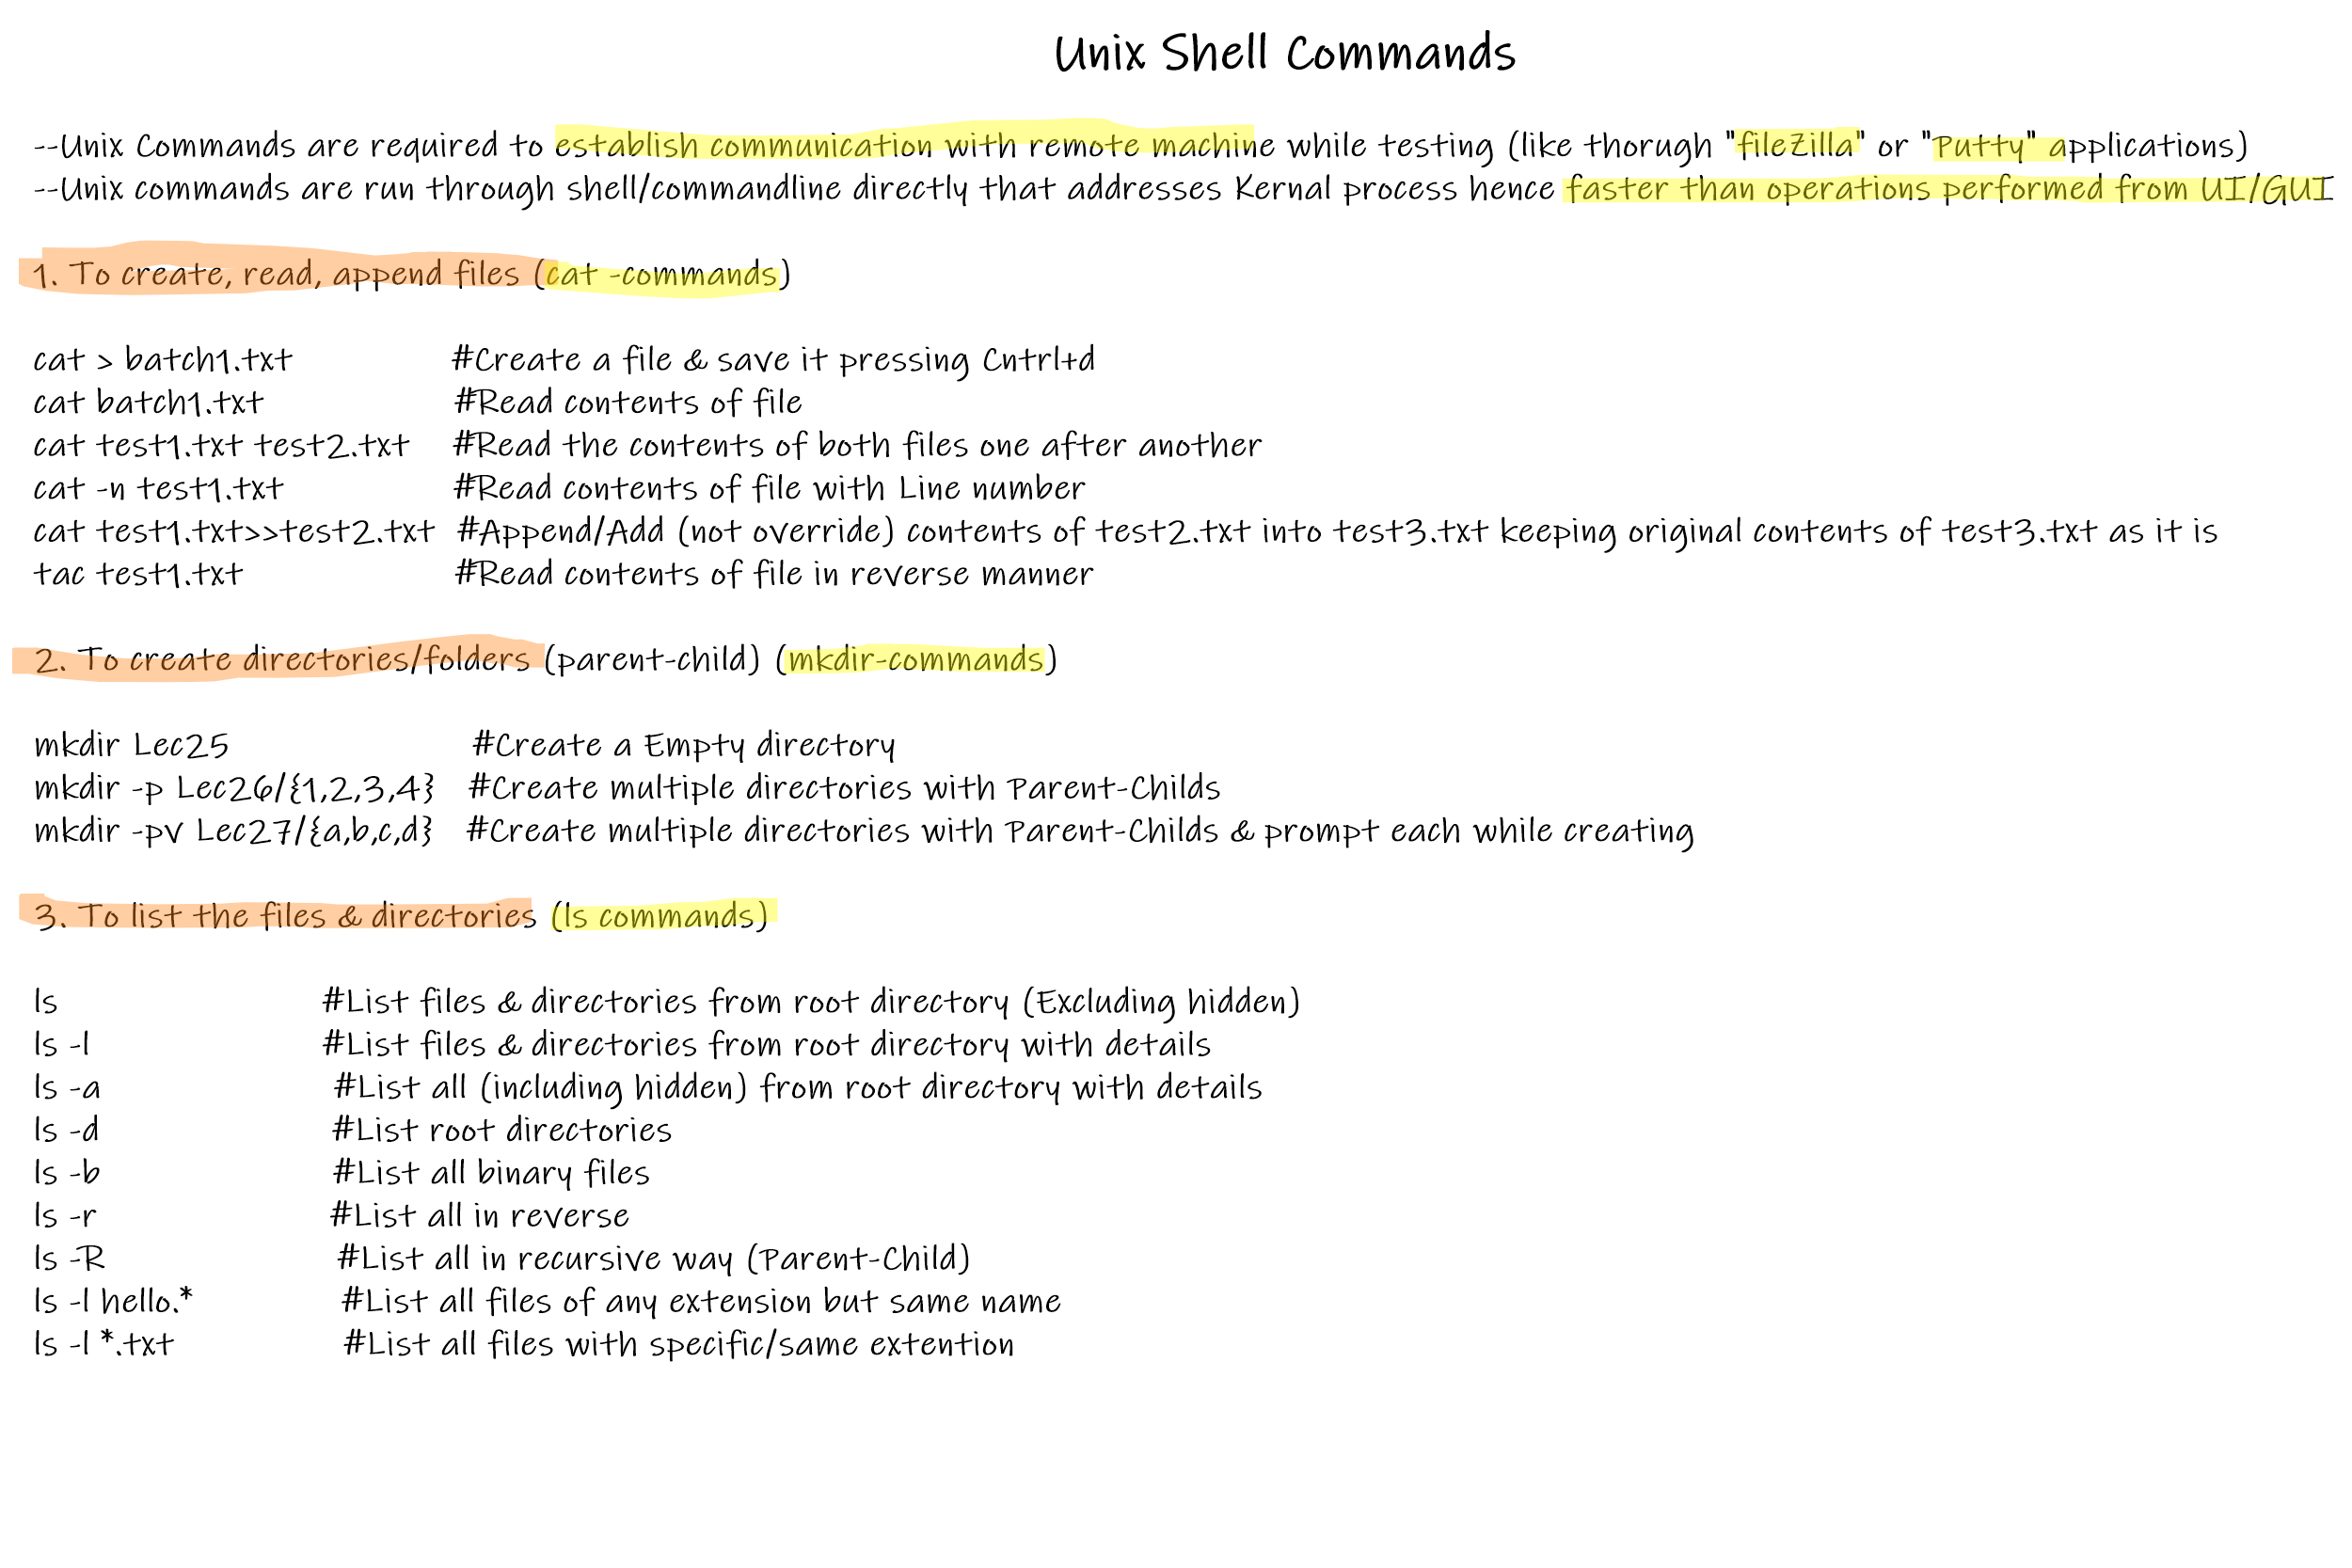 Unix Shell Commands
--Unix Commands are required to establish communication with remote machine while testing (like thorugh "fileZilla" or "Putty" applications)
--Unix commands are run through shell/commandline directly that addresses Kernal process hence faster than operations performed from UI/GUI
1. To create, read, append files (cat -commands)
cat > batch1.txt #Create a file & save it pressing Cntrl+d
cat batch1.txt #Read contents of file
cat test1.txt test2.txt #Read the contents of both files one after another
cat -n test1.txt #Read contents of file with Line number
cat test1.txt>>test2.txt #Append/Add (not override) contents of test2.txt into test3.txt keeping original contents of test3.txt as it is
tac test1.txt #Read contents of file in reverse manner
2. To create directories/folders (parent-child) (mkdir-commands)
mkdir Lec25 #Create a Empty directory
mkdir -p Lec26/{1,2,3,4} #Create multiple directories with Parent-Childs
mkdir -pv Lec27/{a,b,c,d} #Create multiple directories with Parent-Childs & prompt each while creating
3. To list the files & directories (ls commands)
ls #List files & directories from root directory (Excluding hidden)
ls -l #List files & directories from root directory with details
ls -a #List all (including hidden) from root directory with details
ls -d #List root directories
ls -b #List all binary files
ls -r #List all in reverse
ls -R #List all in recursive way (Parent-Child)
ls -l hello.* #List all files of any extension but same name
ls -l *.txt #List all files with specific/same extention